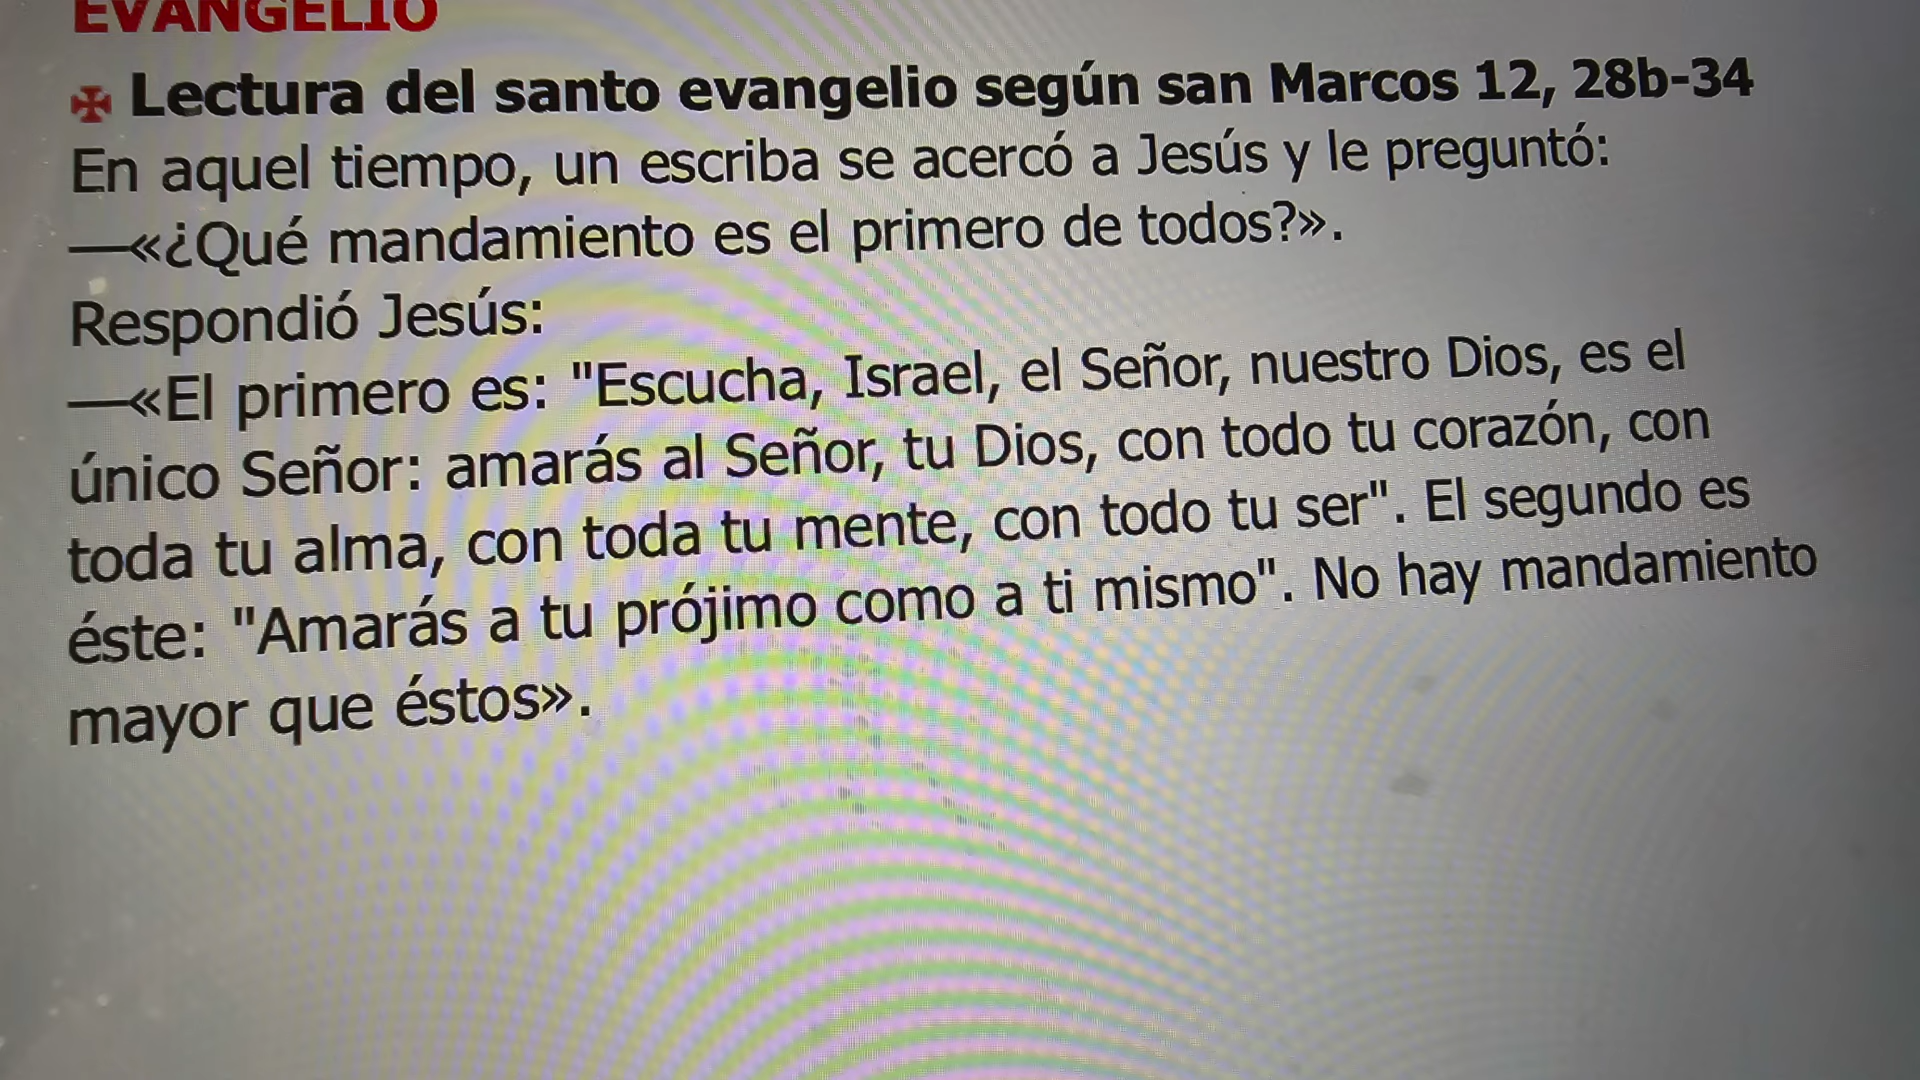 EVANGELIO
✠ Lectura del santo evangelio según san Marcos 12, 28b-34
En aquel tiempo, un escriba se acercó a Jesús y le preguntó:
—«¿Qué mandamiento es el primero de todos?».
Respondió Jesús:
—«El primero es: "Escucha, Israel, el Señor, nuestro Dios, es el
único Señor: amarás al Señor, tu Dios, con todo tu corazón, con
toda tu alma, con toda tu mente, con todo tu ser". El segundo es
éste: "Amarás a tu prójimo como a ti mismo". No hay mandamiento
mayor que éstos».